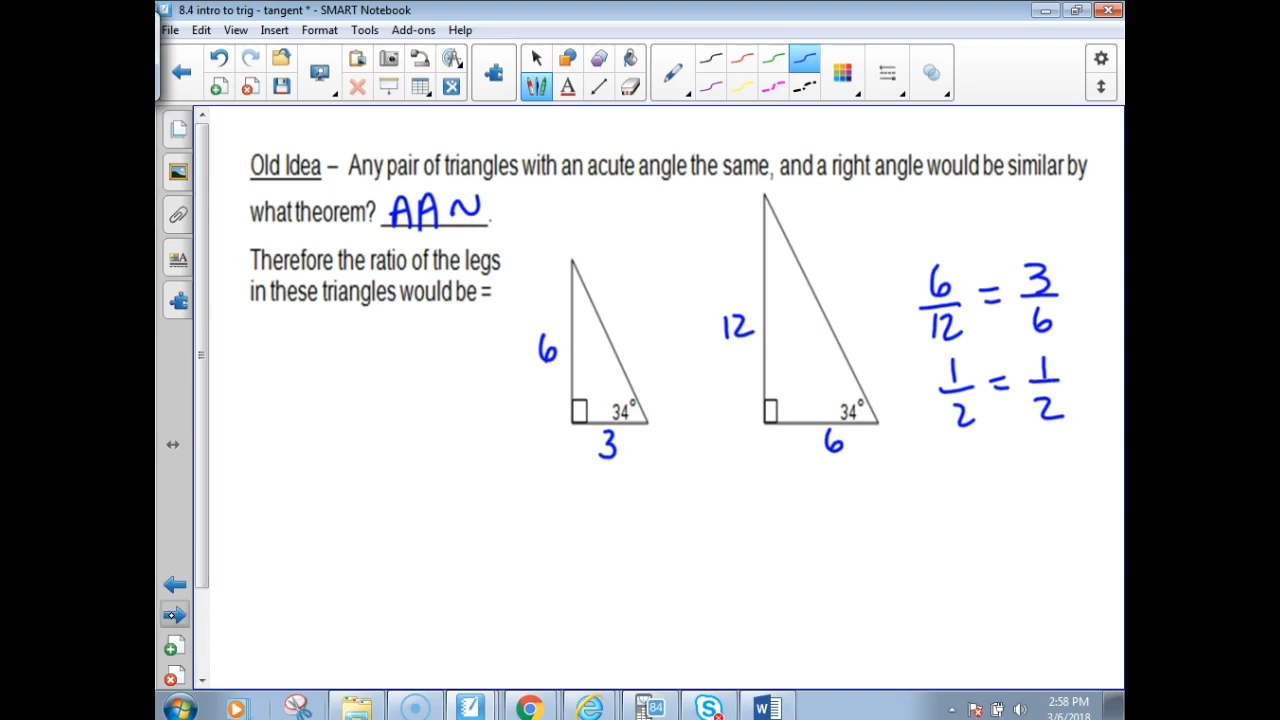 8.4 intro to trig - tangent * - SMART Notebook
File Edit View Insert Format Tools Add-ons Help
Old Idea – Any pair of triangles with an acute angle the same, and a right angle would be similar by
what theorem? AA~.
Therefore the ratio of the legs
in these triangles would be =
6
34°
3
12
34°
6
6/12 = 3/6
1/2 = 1/2
84
2:58 PM
3/6/2018